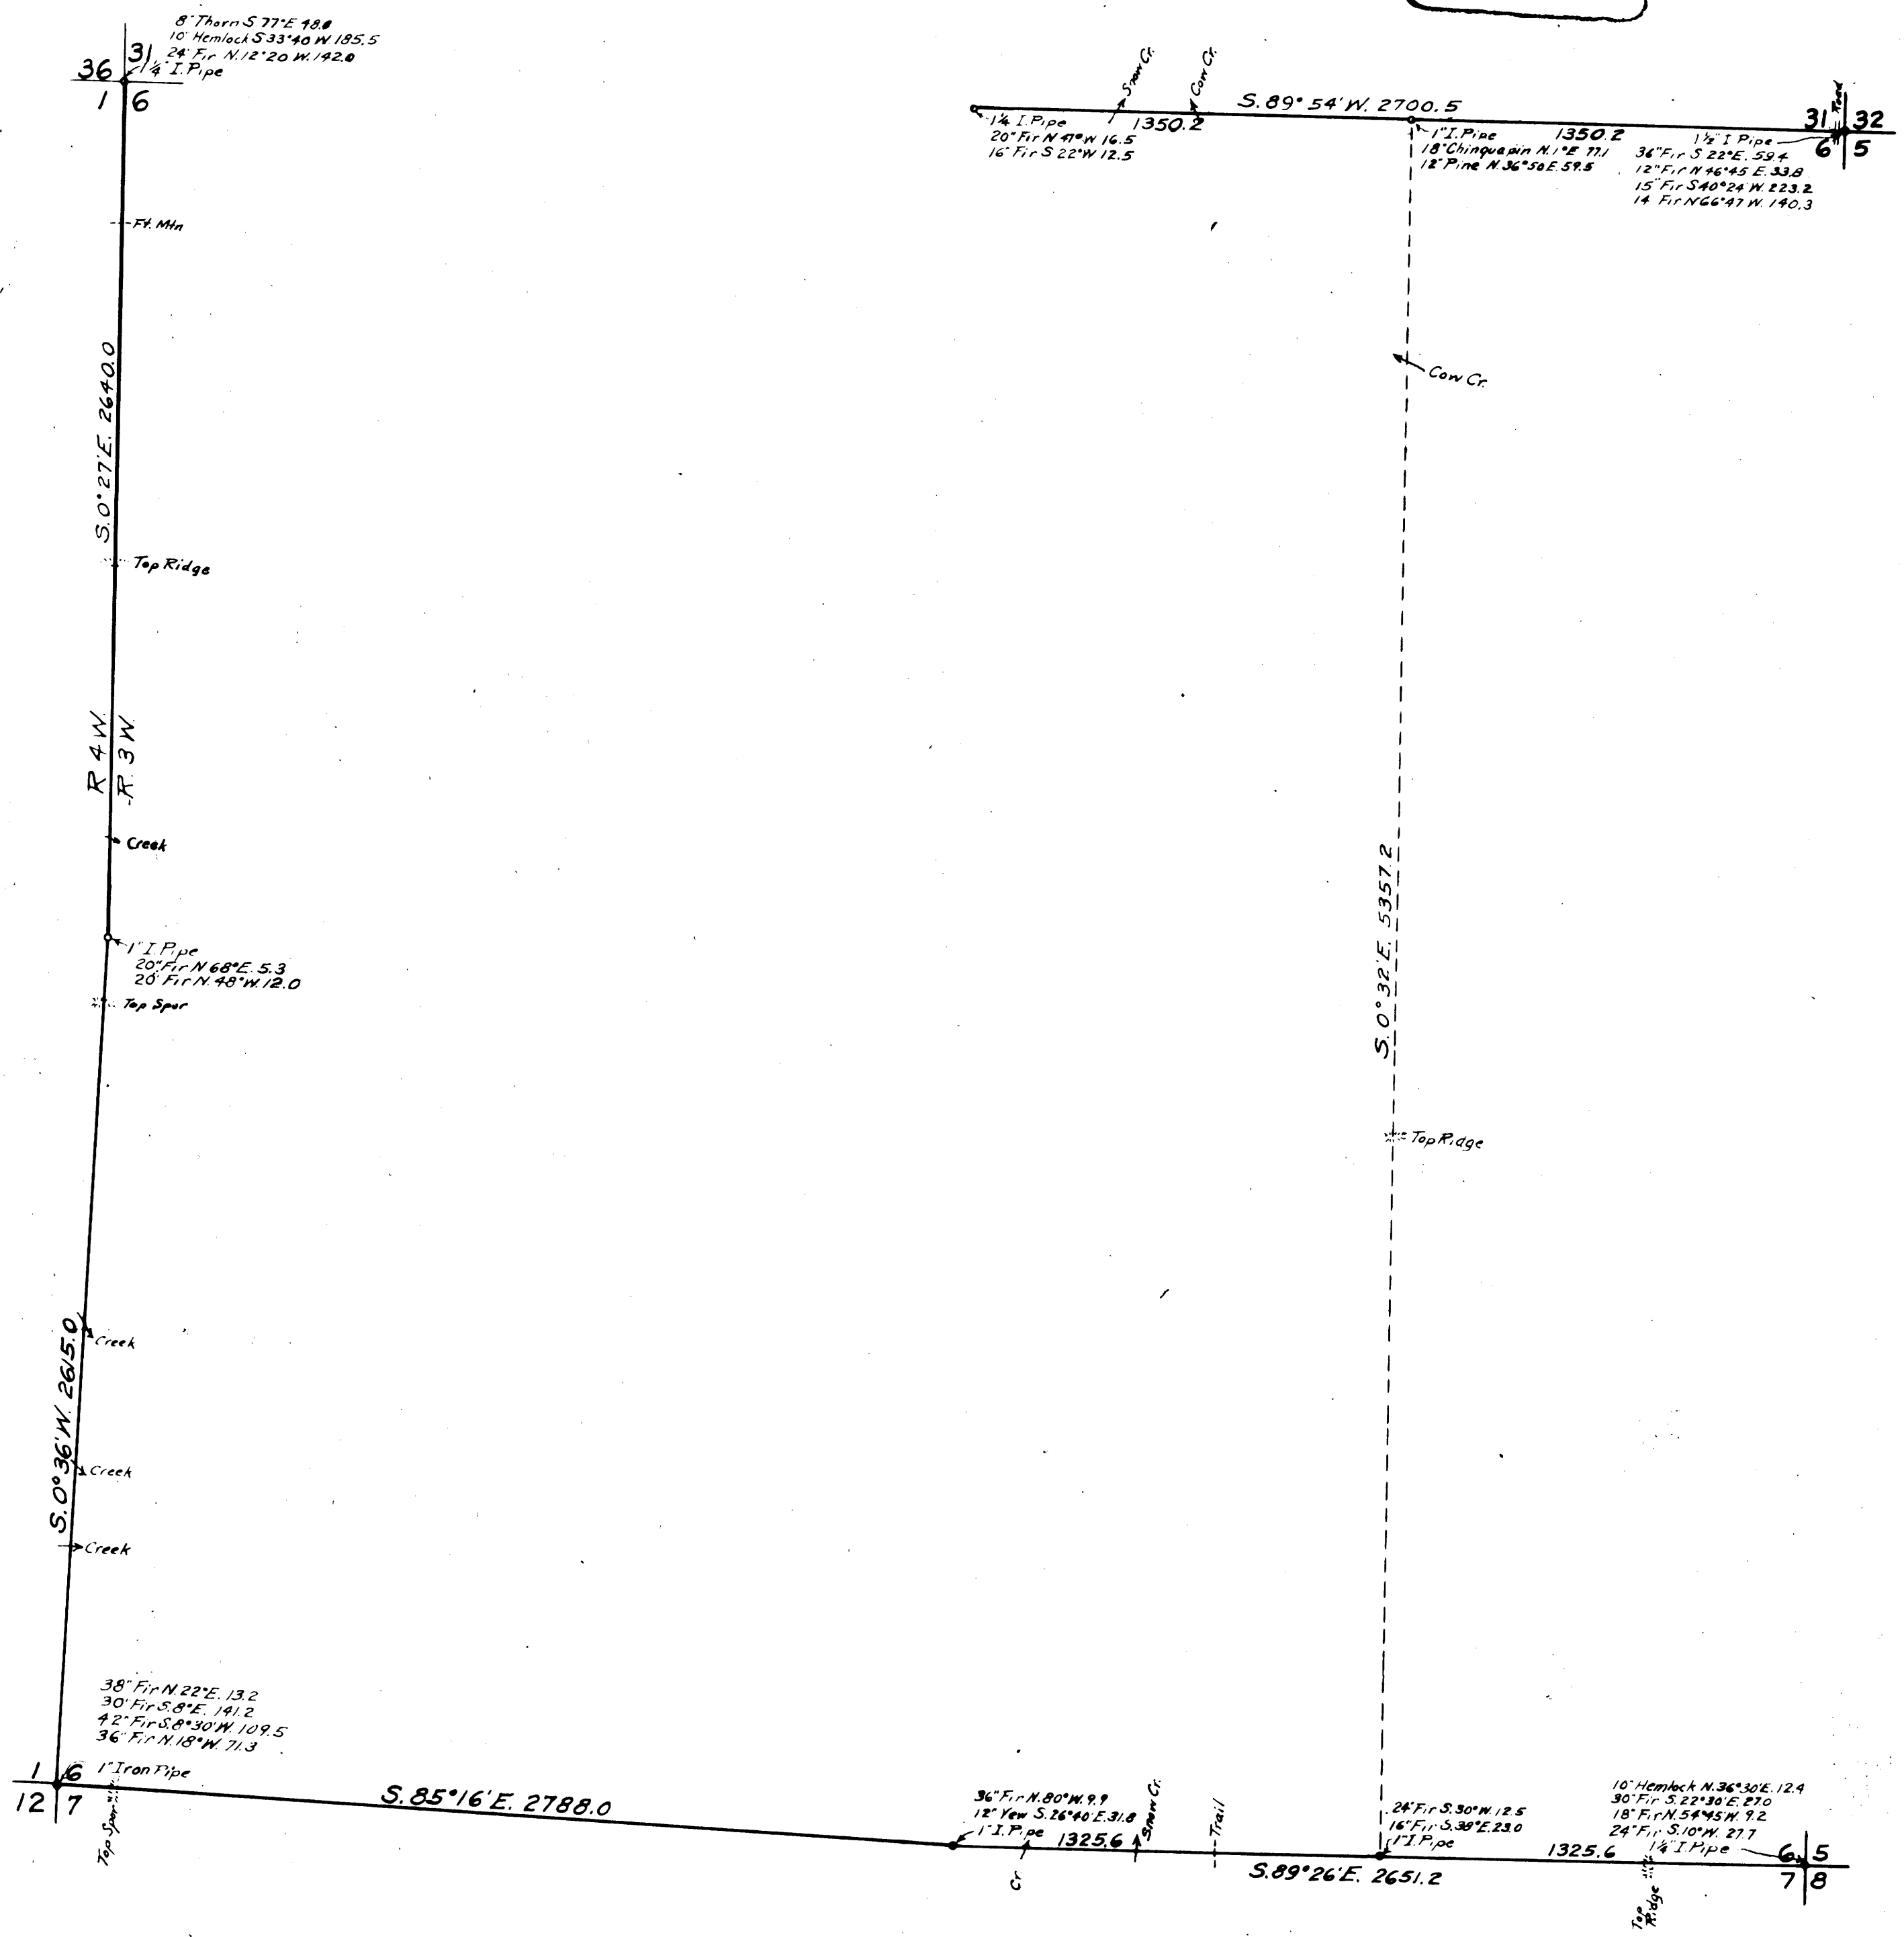 8" Thorn S 77°E 48.0
10" Hemlock S 33°40 W. 185.5
24" Fir N. 12°20 W. 142.0
1¼" I. Pipe
36 31
1 6
Ft. Mtn
S. 0° 27' E. 2640.0
Top Ridge
R 4 W.
R. 3 W.
Creek
1" I. Pipe
20" Fir N 68° E. 5.3
20" Fir N. 48° W. 12.0
Top Spur
S. 0° 36' W. 2615.0
Creek
Creek
Creek
38" Fir N. 22° E. 13.2
30" Fir S. 8° E. 141.2
42" Fir S. 8°30' W. 109.5
36" Fir N. 18° W. 71.3
1" Iron Pipe
1 6
12 7
Top Spur
S. 85° 16' E. 2788.0
Snow Cr.
Cow Cr.
S. 89° 54' W. 2700.5
1¼ I. Pipe
20" Fir N 47° W 16.5
16" Fir S 22° W 12.5
1350.2
1" I. Pipe
18" Chinquapin N. 1° E 77.1
12" Pine N. 36°50 E. 59.5
1350.2
Road
31 32
6 5
1½" I Pipe
36" Fir S 22° E. 59.4
12" Fir N 46°45 E. 33.8
15" Fir S 40°24' W. 223.2
14 Fir N 66°47 W. 140.3
Cow Cr.
S. 0° 32' E. 5357.2
Top Ridge
36" Fir N. 80° W. 9.9
12" Yew S. 26°40' E. 31.8
1" I. Pipe
1325.6
Cr
Snow Cr.
Trail
S. 89° 26' E. 2651.2
24" Fir S. 30° W. 12.5
16" Fir S. 38° E. 23.0
1" I. Pipe
1325.6
10" Hemlock N. 36°30' E. 12.4
30" Fir S. 22°30' E. 27.0
18" Fir N. 54°45 W. 9.2
24" Fir S. 10° W. 27.7
1¼" I. Pipe
Top
Ridge
6 5
7 8